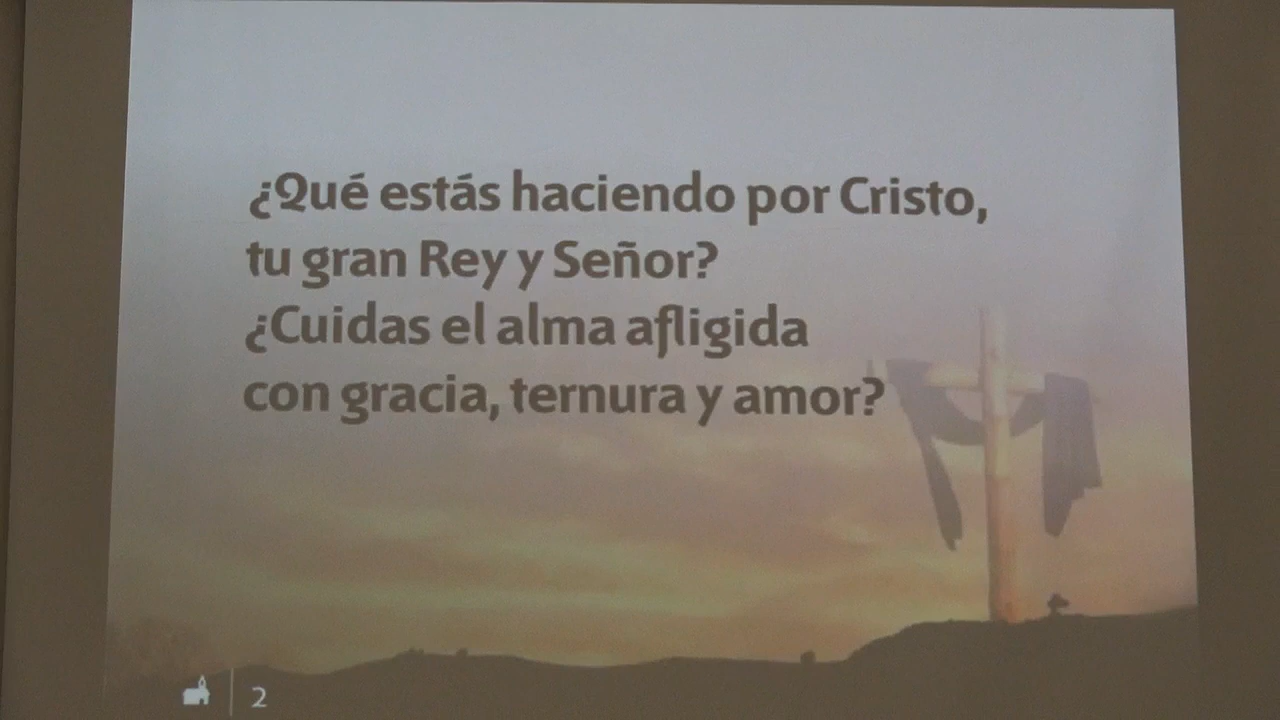 ¿Qué estás haciendo por Cristo,
tu gran Rey y Señor?
¿Cuidas el alma afligida
con gracia, ternura y amor?
2